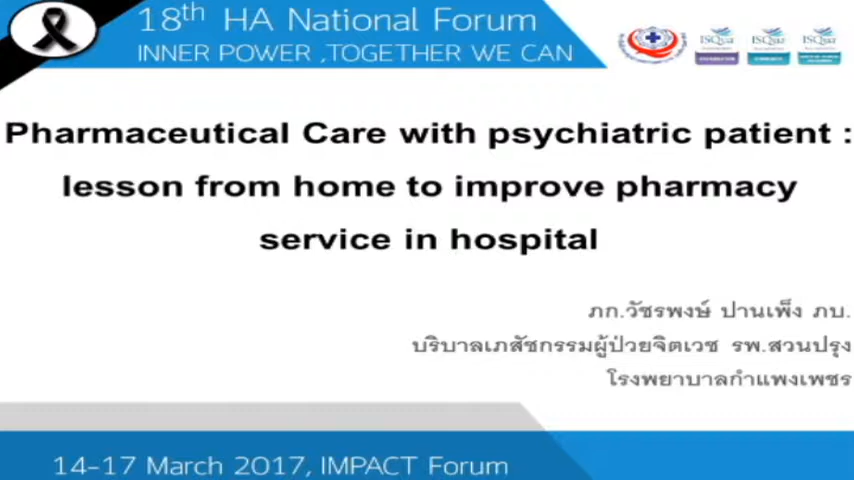 18th HA National Forum
INNER POWER ,TOGETHER WE CAN
ISQua ISQua ISQua
Pharmaceutical Care with psychiatric patient :
lesson from home to improve pharmacy
service in hospital
ภก.วัชรพงษ์ ปานเพ็ง ภบ.
บริบาลเภสัชกรรมผู้ป่วยจิตเวช รพ.สวนปรุง
โรงพยาบาลกำแพงเพชร
14-17 March 2017, IMPACT Forum